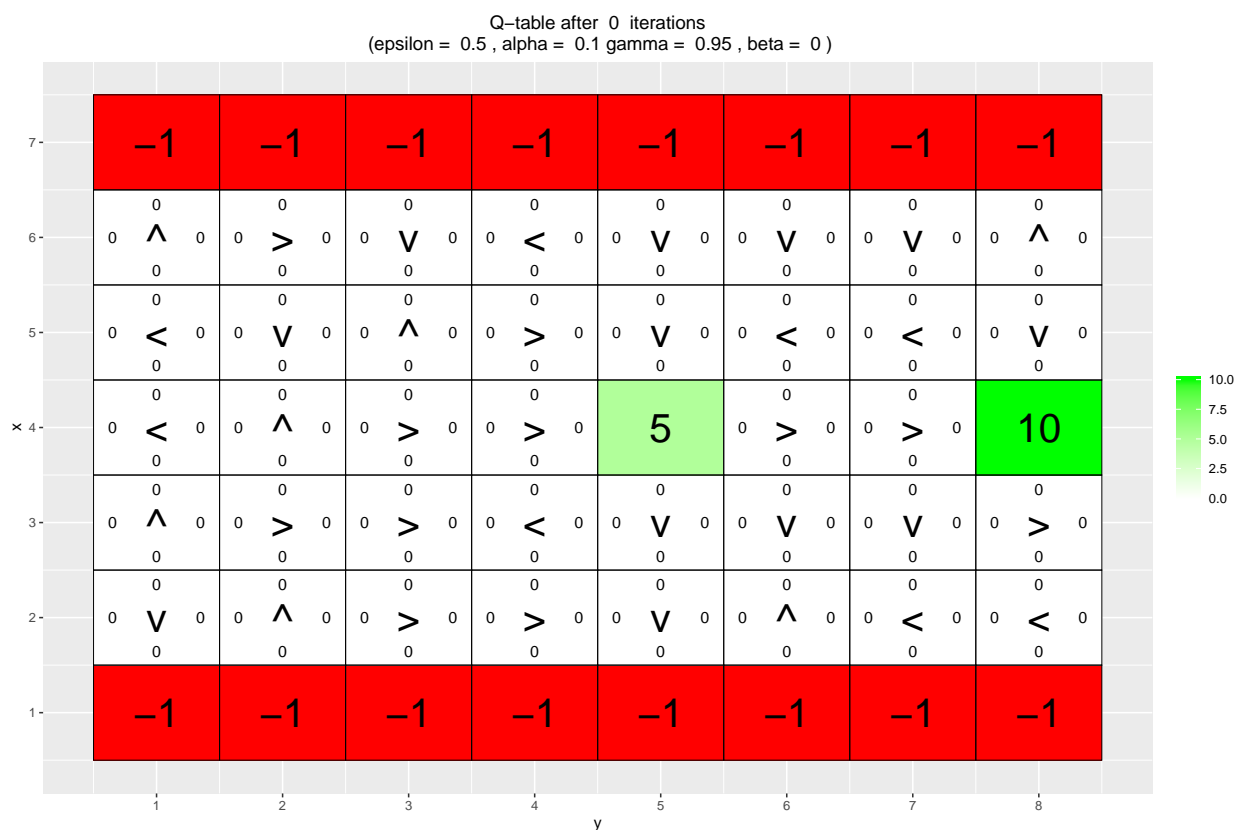 Q−table after  0  iterations
(epsilon =  0.5 , alpha =  0.1 gamma =  0.95 , beta =  0 )
7 −1 −1 −1 −1 −1 −1 −1 −1
0 0 0 0 0 0 0 0
6 0 ^ 0 0 > 0 0 v 0 0 < 0 0 v 0 0 v 0 0 v 0 0 ^ 0
0 0 0 0 0 0 0 0
0 0 0 0 0 0 0 0
5 0 < 0 0 v 0 0 ^ 0 0 > 0 0 v 0 0 < 0 0 < 0 0 v 0
0 0 0 0 0 0 0 0
0 0 0 0 0 0
x 4 0 < 0 0 ^ 0 0 > 0 0 > 0 5 0 > 0 0 > 0 10
0 0 0 0 0 0
0 0 0 0 0 0 0 0
3 0 ^ 0 0 > 0 0 > 0 0 < 0 0 v 0 0 v 0 0 v 0 0 > 0
0 0 0 0 0 0 0 0
0 0 0 0 0 0 0 0
2 0 v 0 0 ^ 0 0 > 0 0 > 0 0 v 0 0 ^ 0 0 < 0 0 < 0
0 0 0 0 0 0 0 0
1 −1 −1 −1 −1 −1 −1 −1 −1
1 2 3 4 5 6 7 8
y
10.0
7.5
5.0
2.5
0.0